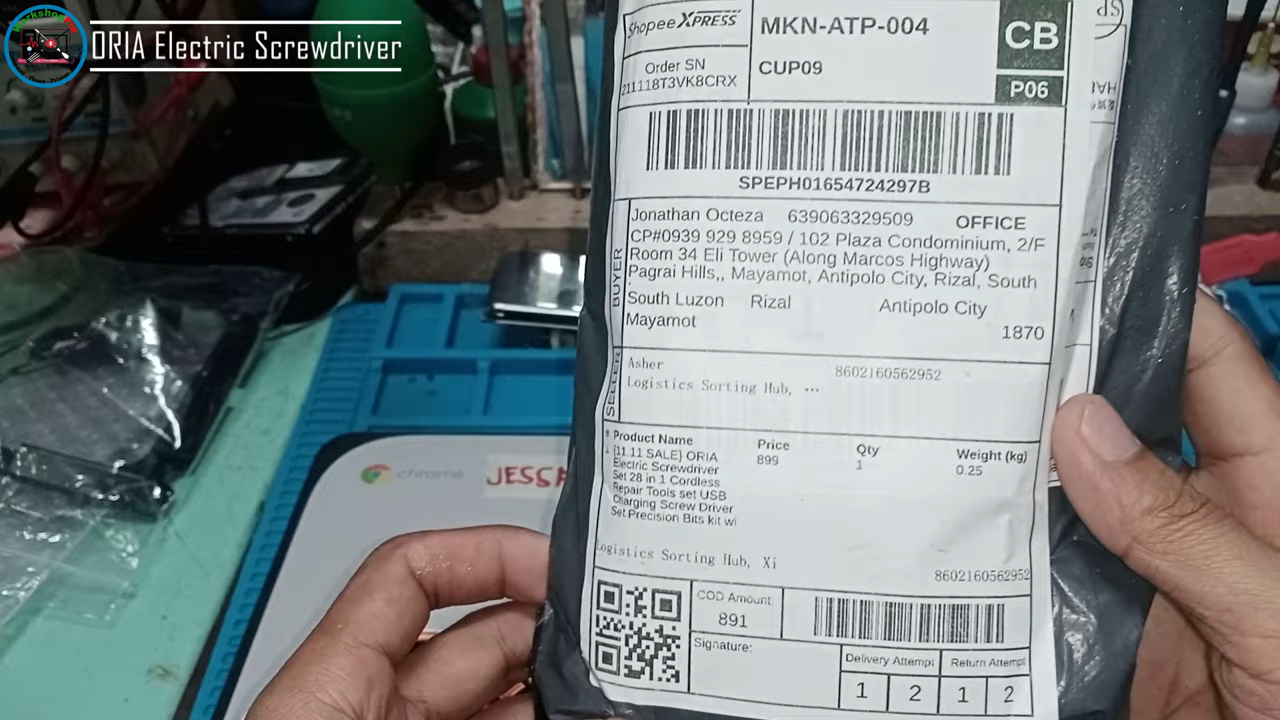 ORIA Electric Screwdriver
Shopee XPRESS
MKN-ATP-004
CB
Order SN
211118T3VK8CRX
CUP09
P06
SPEPH01654724297B
BUYER
Jonathan Octeza 639063329509 OFFICE
CP#0939 929 8959 / 102 Plaza Condominium, 2/F
Room 34 Eli Tower (Along Marcos Highway)
Pagrai Hills,, Mayamot, Antipolo City, Rizal, South
South Luzon Rizal Antipolo City
Mayamot
1870
SELLER
Asher 8602160562952
Logistics Sorting Hub, ...
# Product Name Price Qty Weight (kg)
1 [11.11 SALE] ORIA 899 1 0.25
Electric Screwdriver
Set 28 in 1 Cordless
Repair Tools set USB
Charging Screw Driver
Set Precision Bits kit wi
Logistics Sorting Hub, Xi
8602160562952
COD Amount:
891
Signature:
Delivery Attempt Return Attempt
1 2 1 2
chrome
JESSA